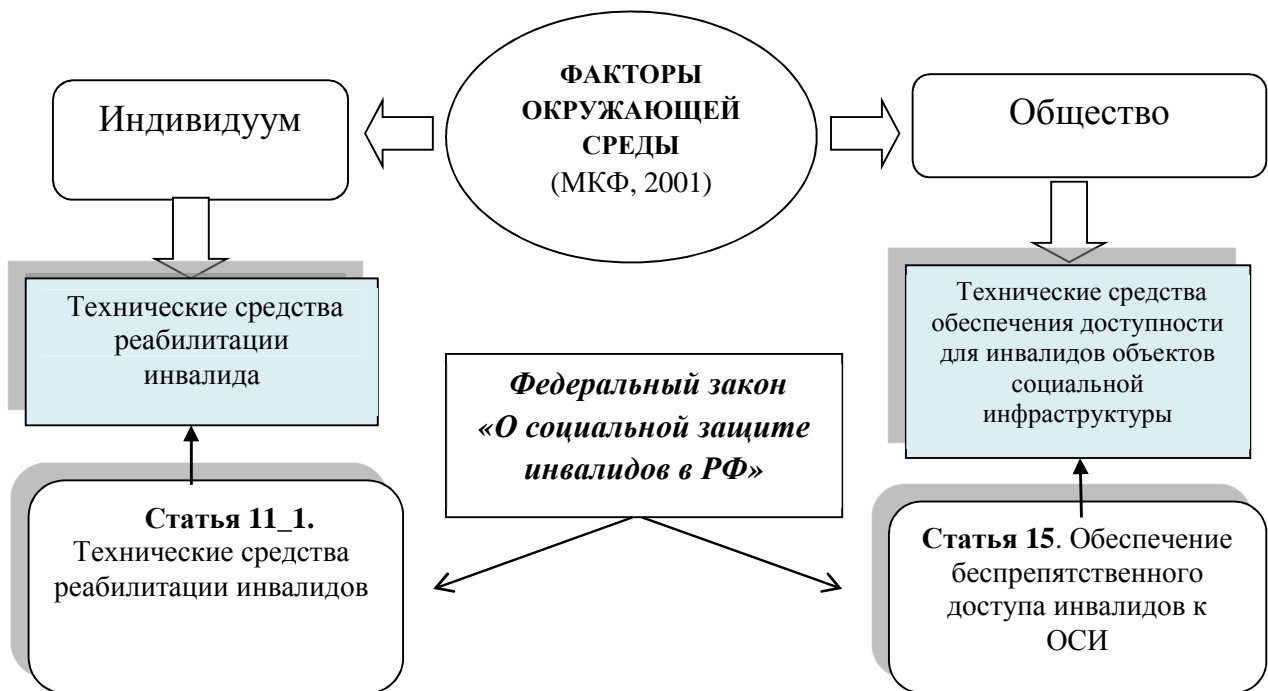 ФАКТОРЫ
ОКРУЖАЮЩЕЙ
СРЕДЫ
(МКФ, 2001)
Индивидуум
Общество
Технические средства
реабилитации
инвалида
Технические средства
обеспечения доступности
для инвалидов объектов
социальной
инфраструктуры
Федеральный закон
«О социальной защите
инвалидов в РФ»
Статья 11_1.
Технические средства
реабилитации инвалидов
Статья 15. Обеспечение
беспрепятственного
доступа инвалидов к
ОСИ